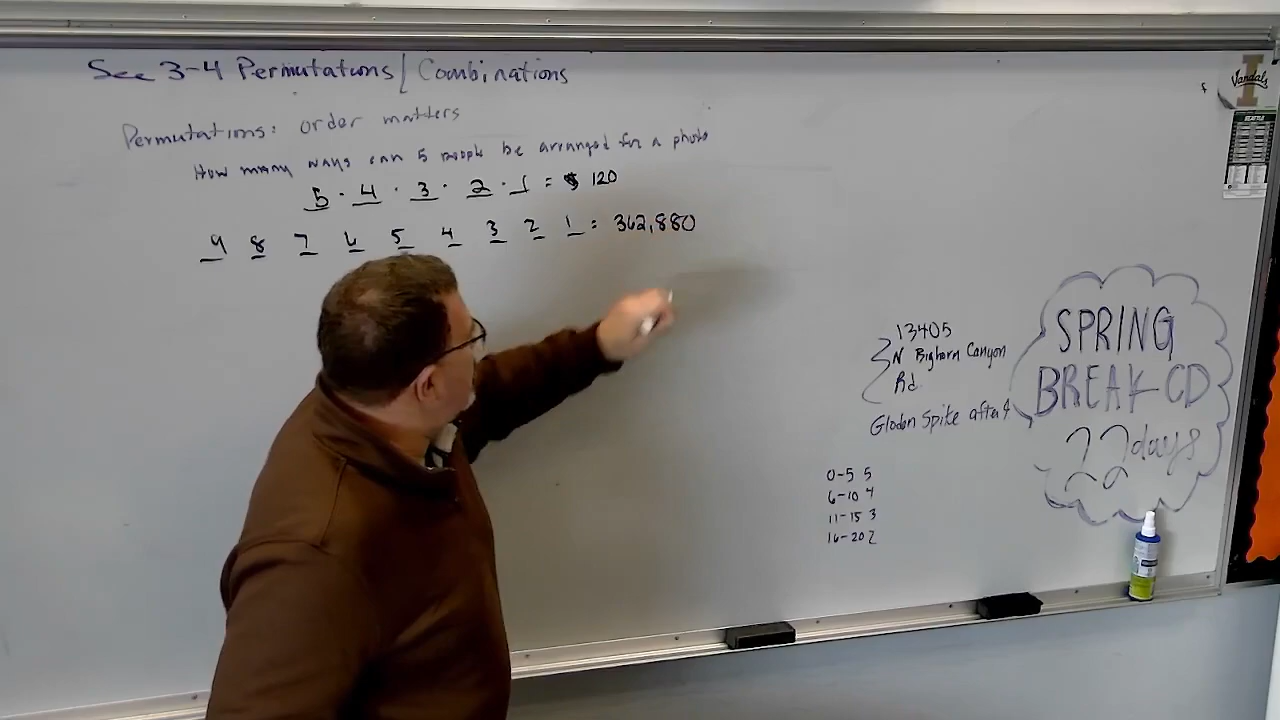 Sec 3-4 Permutations/Combinations
Permutations: order matters
How many ways can 5 people be arranged for a photo
5 · 4 · 3 · 2 · 1 = 120
9 8 7 6 5 4 3 2 1 = 362,880
13405
N Bighorn Canyon
Rd
Glodon Spike after
SPRING
BREAK CD
22 days
0-5 5
6-10 4
11-15 3
16-20 2
Vandals
SEATTLE